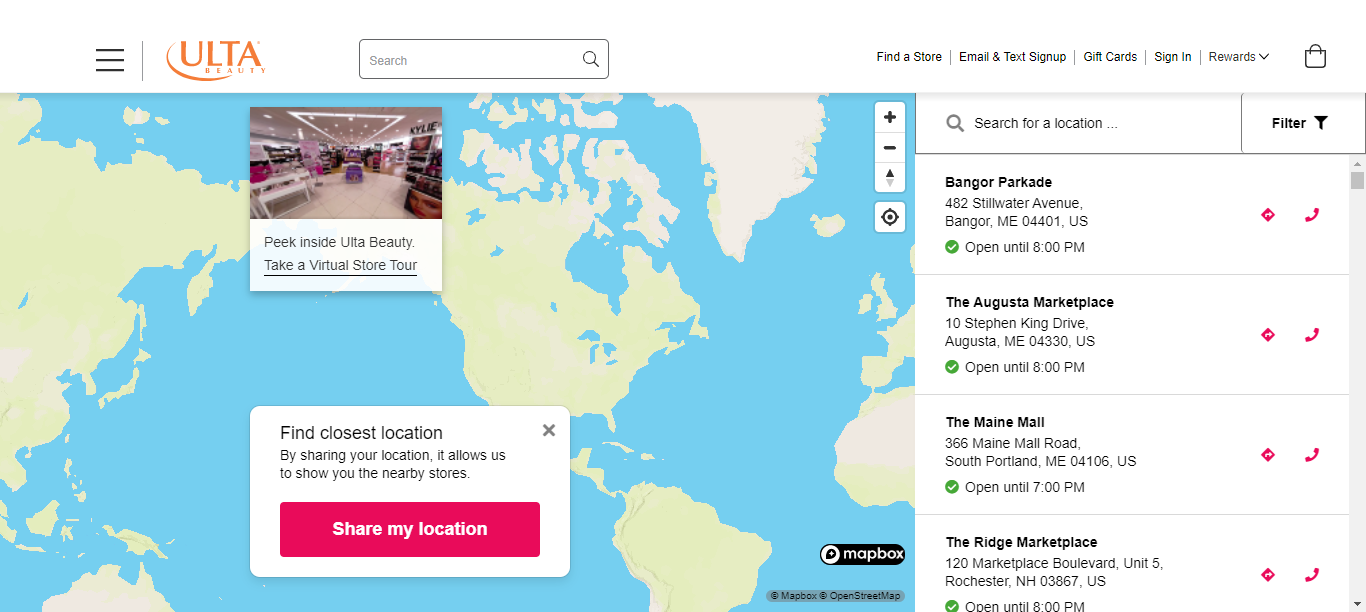 ULTA
BEAUTY
Search
Find a Store
Email & Text Signup
Gift Cards
Sign In
Rewards
KYLIE
Peek inside Ulta Beauty.
Take a Virtual Store Tour
Find closest location
By sharing your location, it allows us
to show you the nearby stores.
Share my location
mapbox
© Mapbox © OpenStreetMap
Search for a location ...
Filter
Bangor Parkade
482 Stillwater Avenue,
Bangor, ME 04401, US
Open until 8:00 PM
The Augusta Marketplace
10 Stephen King Drive,
Augusta, ME 04330, US
Open until 8:00 PM
The Maine Mall
366 Maine Mall Road,
South Portland, ME 04106, US
Open until 7:00 PM
The Ridge Marketplace
120 Marketplace Boulevard, Unit 5,
Rochester, NH 03867, US
Open until 8:00 PM